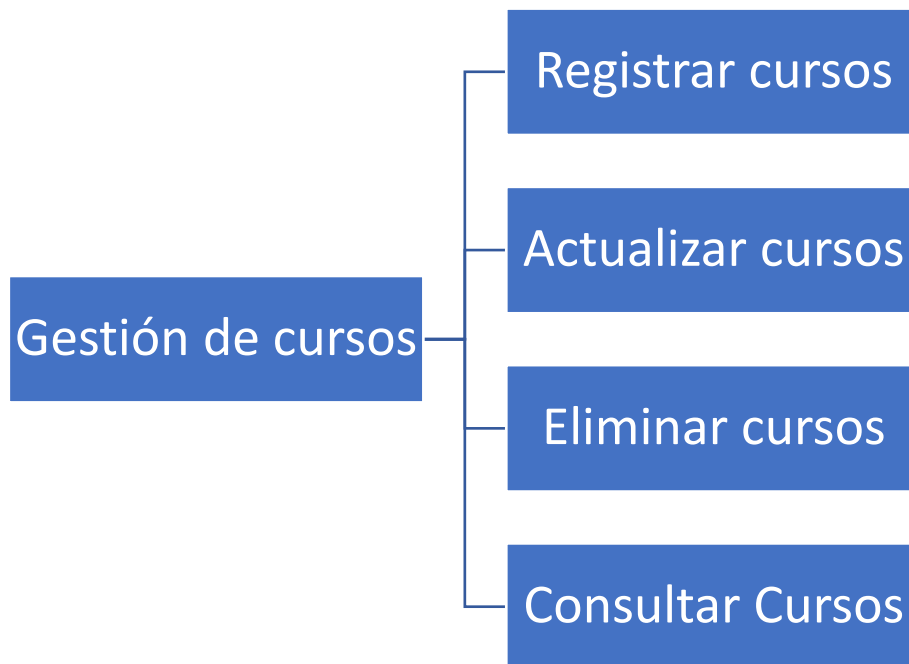 Registrar cursos
Actualizar cursos
Gestión de cursos
Eliminar cursos
Consultar Cursos